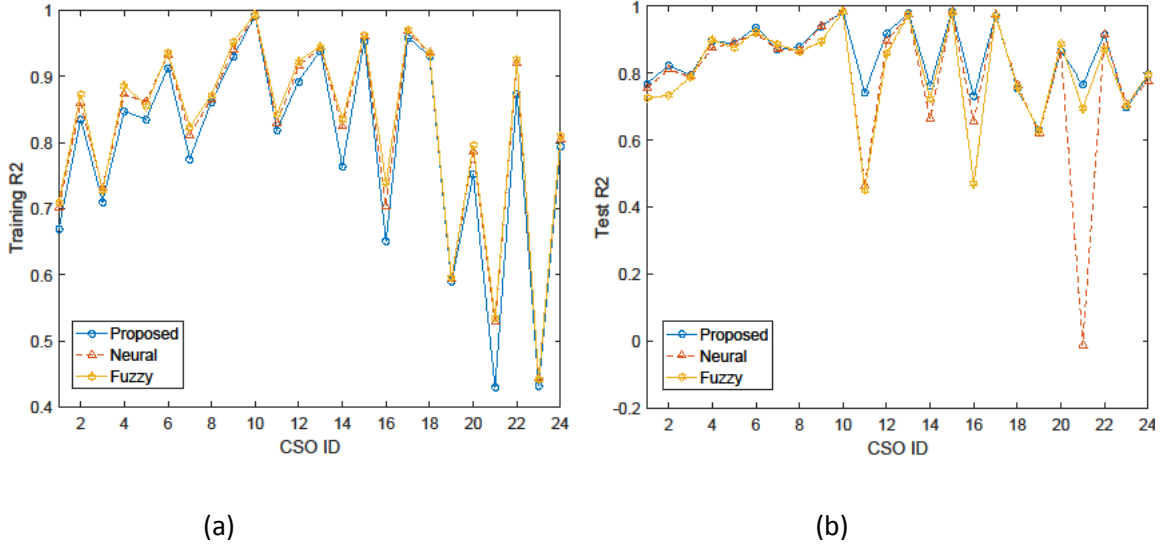 Training R2
1
0.9
0.8
0.7
0.6
0.5
0.4
2 4 6 8 10 12 14 16 18 20 22 24
CSO ID
Proposed
Neural
Fuzzy
(a)
Test R2
1
0.8
0.6
0.4
0.2
0
-0.2
2 4 6 8 10 12 14 16 18 20 22 24
CSO ID
Proposed
Neural
Fuzzy
(b)